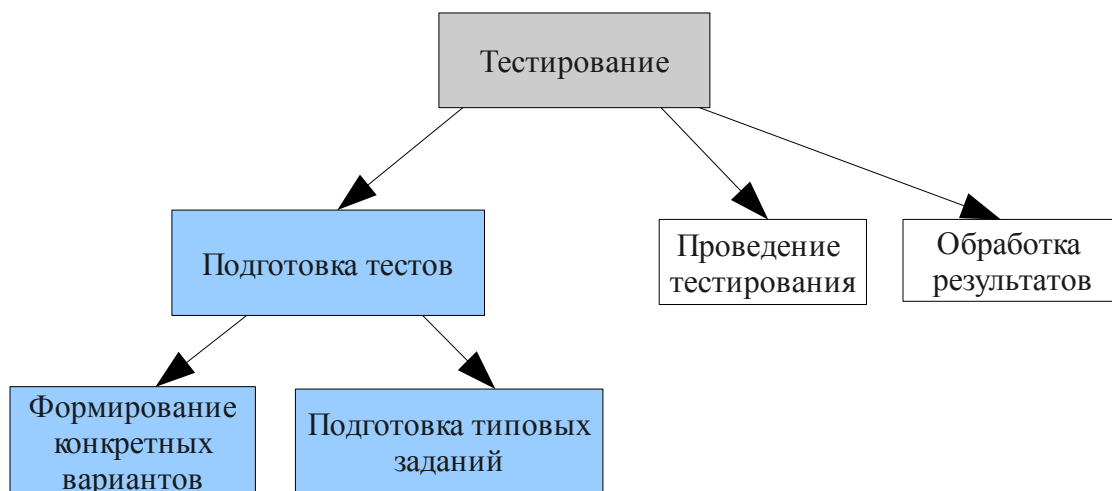 Тестирование
Подготовка тестов
Проведение
тестирования
Обработка
результатов
Формирование
конкретных
вариантов
Подготовка типовых
заданий